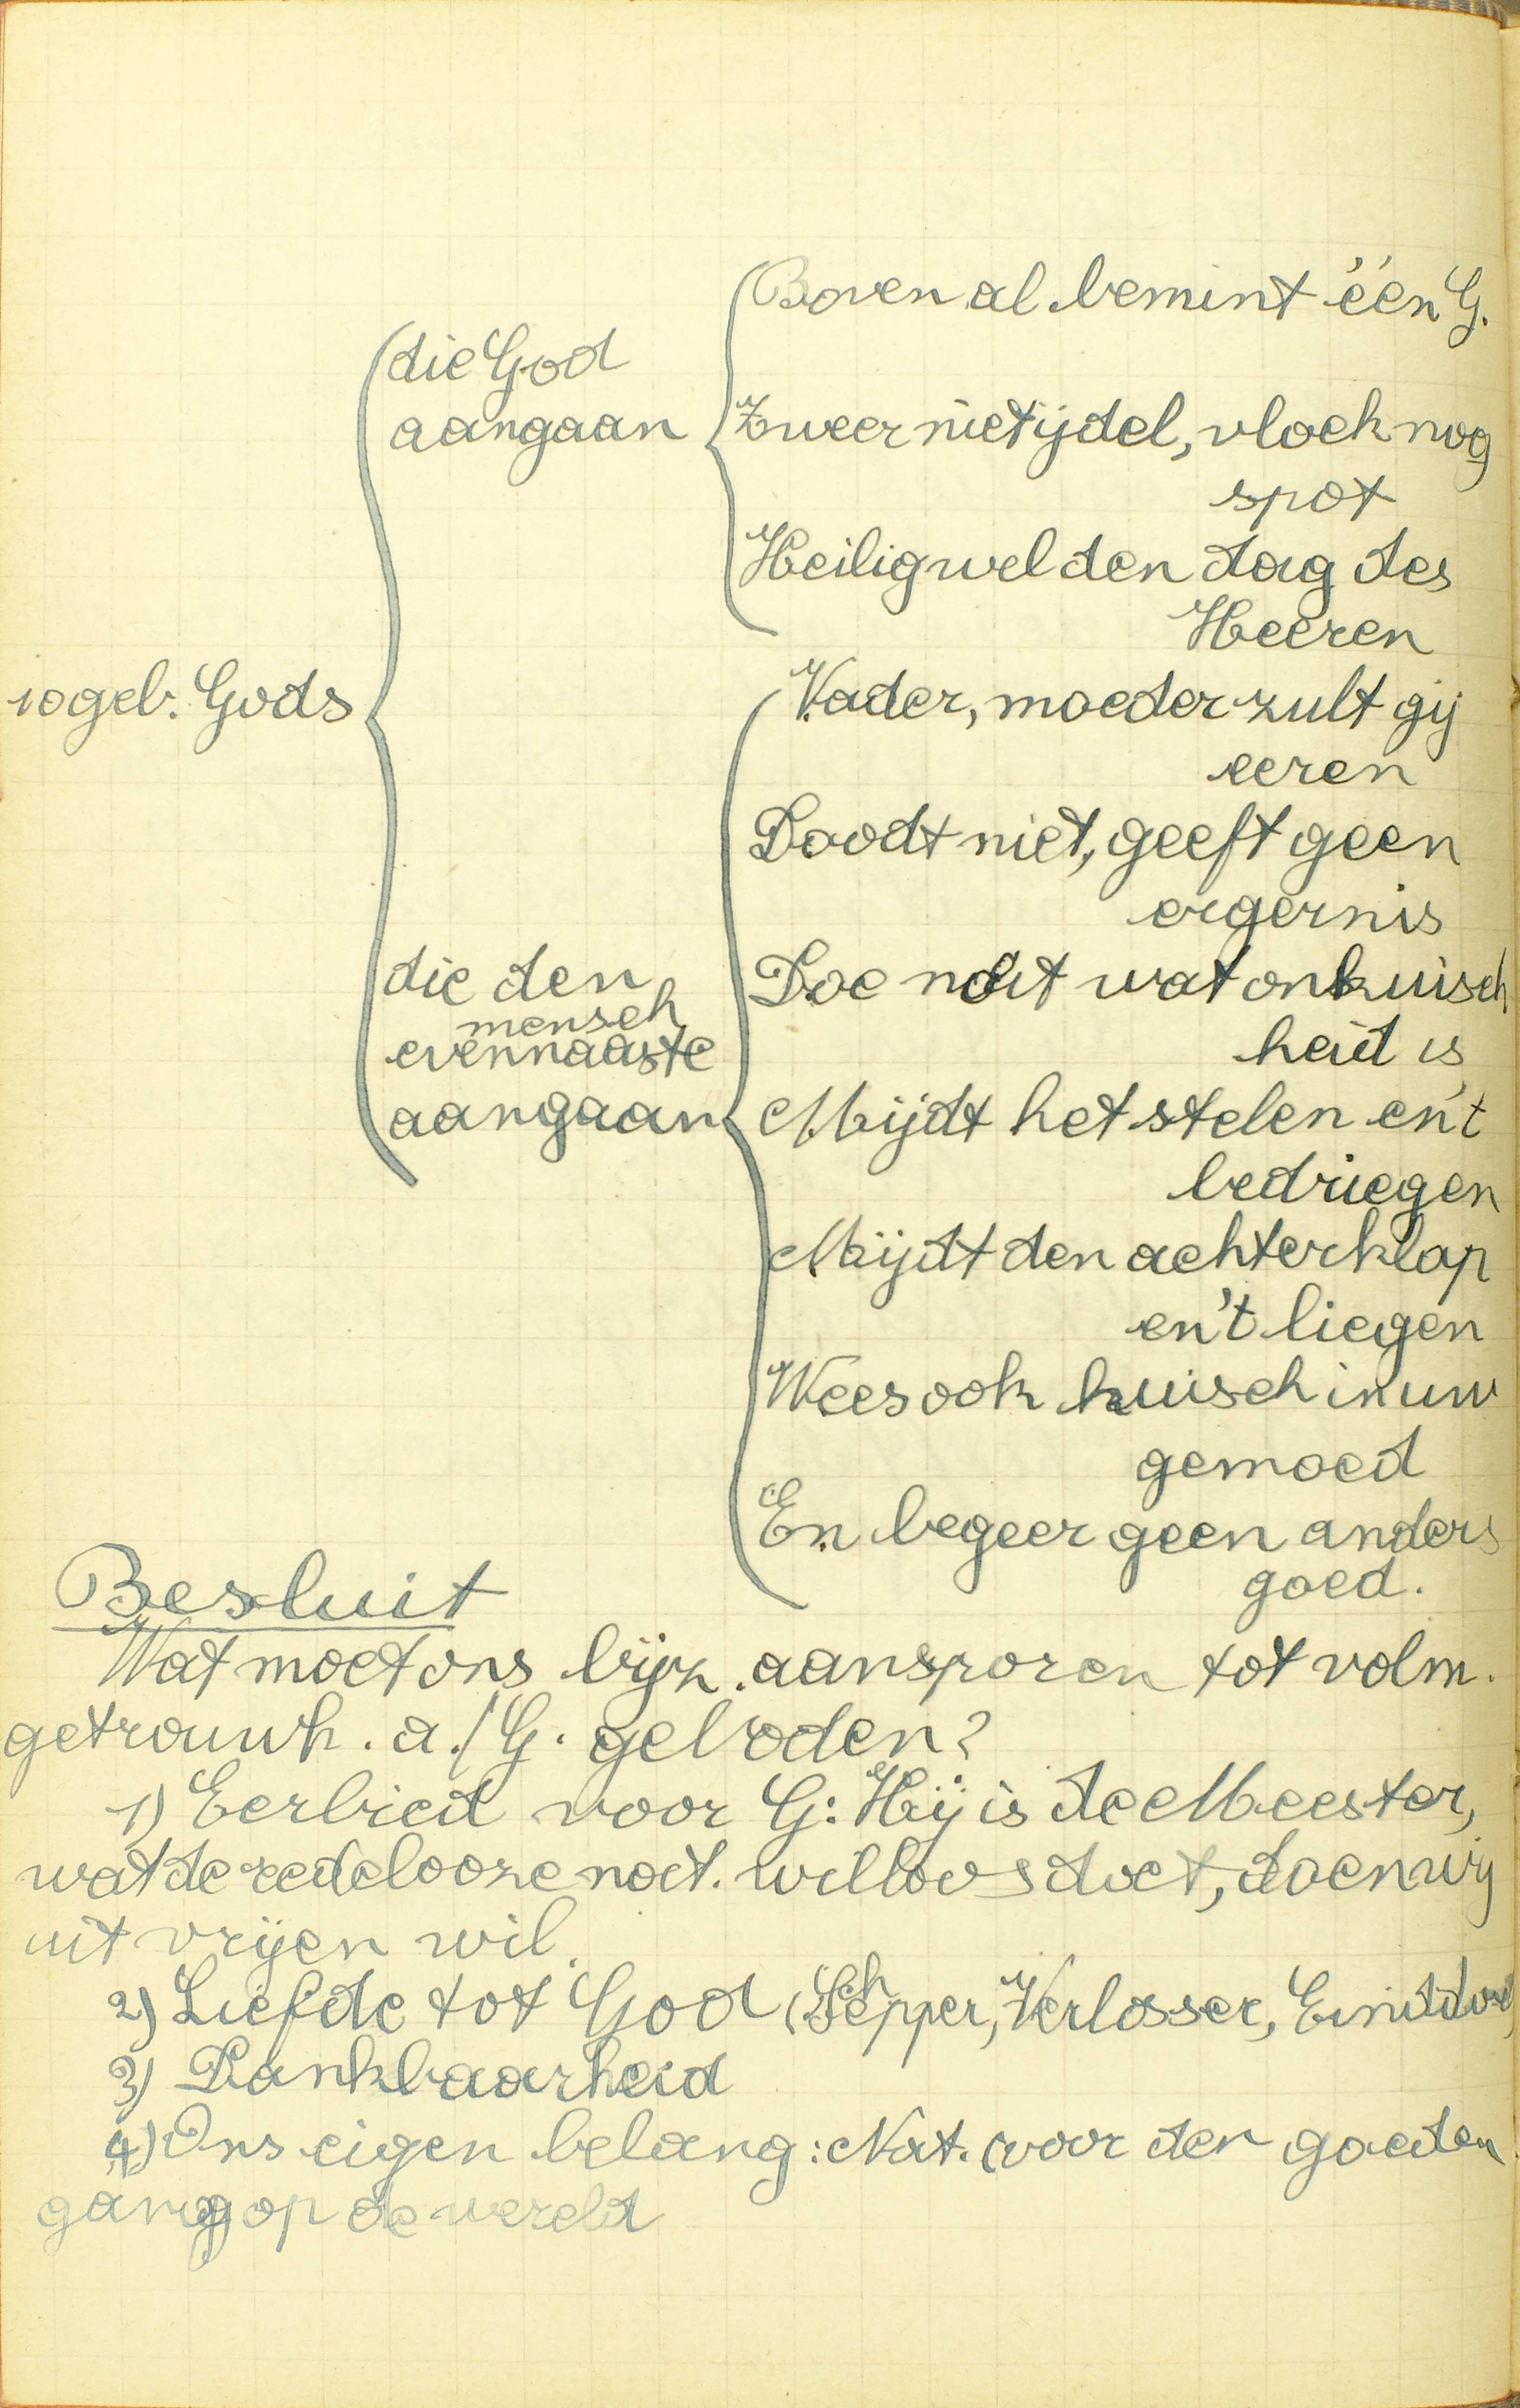 10 geb. Gods
die God
aangaan
Boven al bemint één G.
Zweer niet ijdel, vloek nog
spot
Heilig wel den dag des
Heeren
die den
mensch
evennaaste
aangaan
Vader, moeder zult gij
eeren
Doodt niet, geeft geen
ergernis
Doe nóit wat onkuisch
heid is
Mijdt het stelen en 't
bedriegen
Mijdt den achterklap
en 't liegen
Wees ook kuisch in uw
gemoed
En begeer geen anders
goed.
Besluit
Wat moet ons bijz. aansporen tot volm.
getrouwh. a./G. geboden?
1) Eerbied voor G: Hij is de Meester,
wat de redelooze nat. willoos doet, doen wij
uit vrijen wil.
2) Liefde tot God (Schepper, Verlosser, Einddoel)
3) Dankbaarheid
4) Ons eigen belang: Nat. (voor den goeden
gang op de wereld